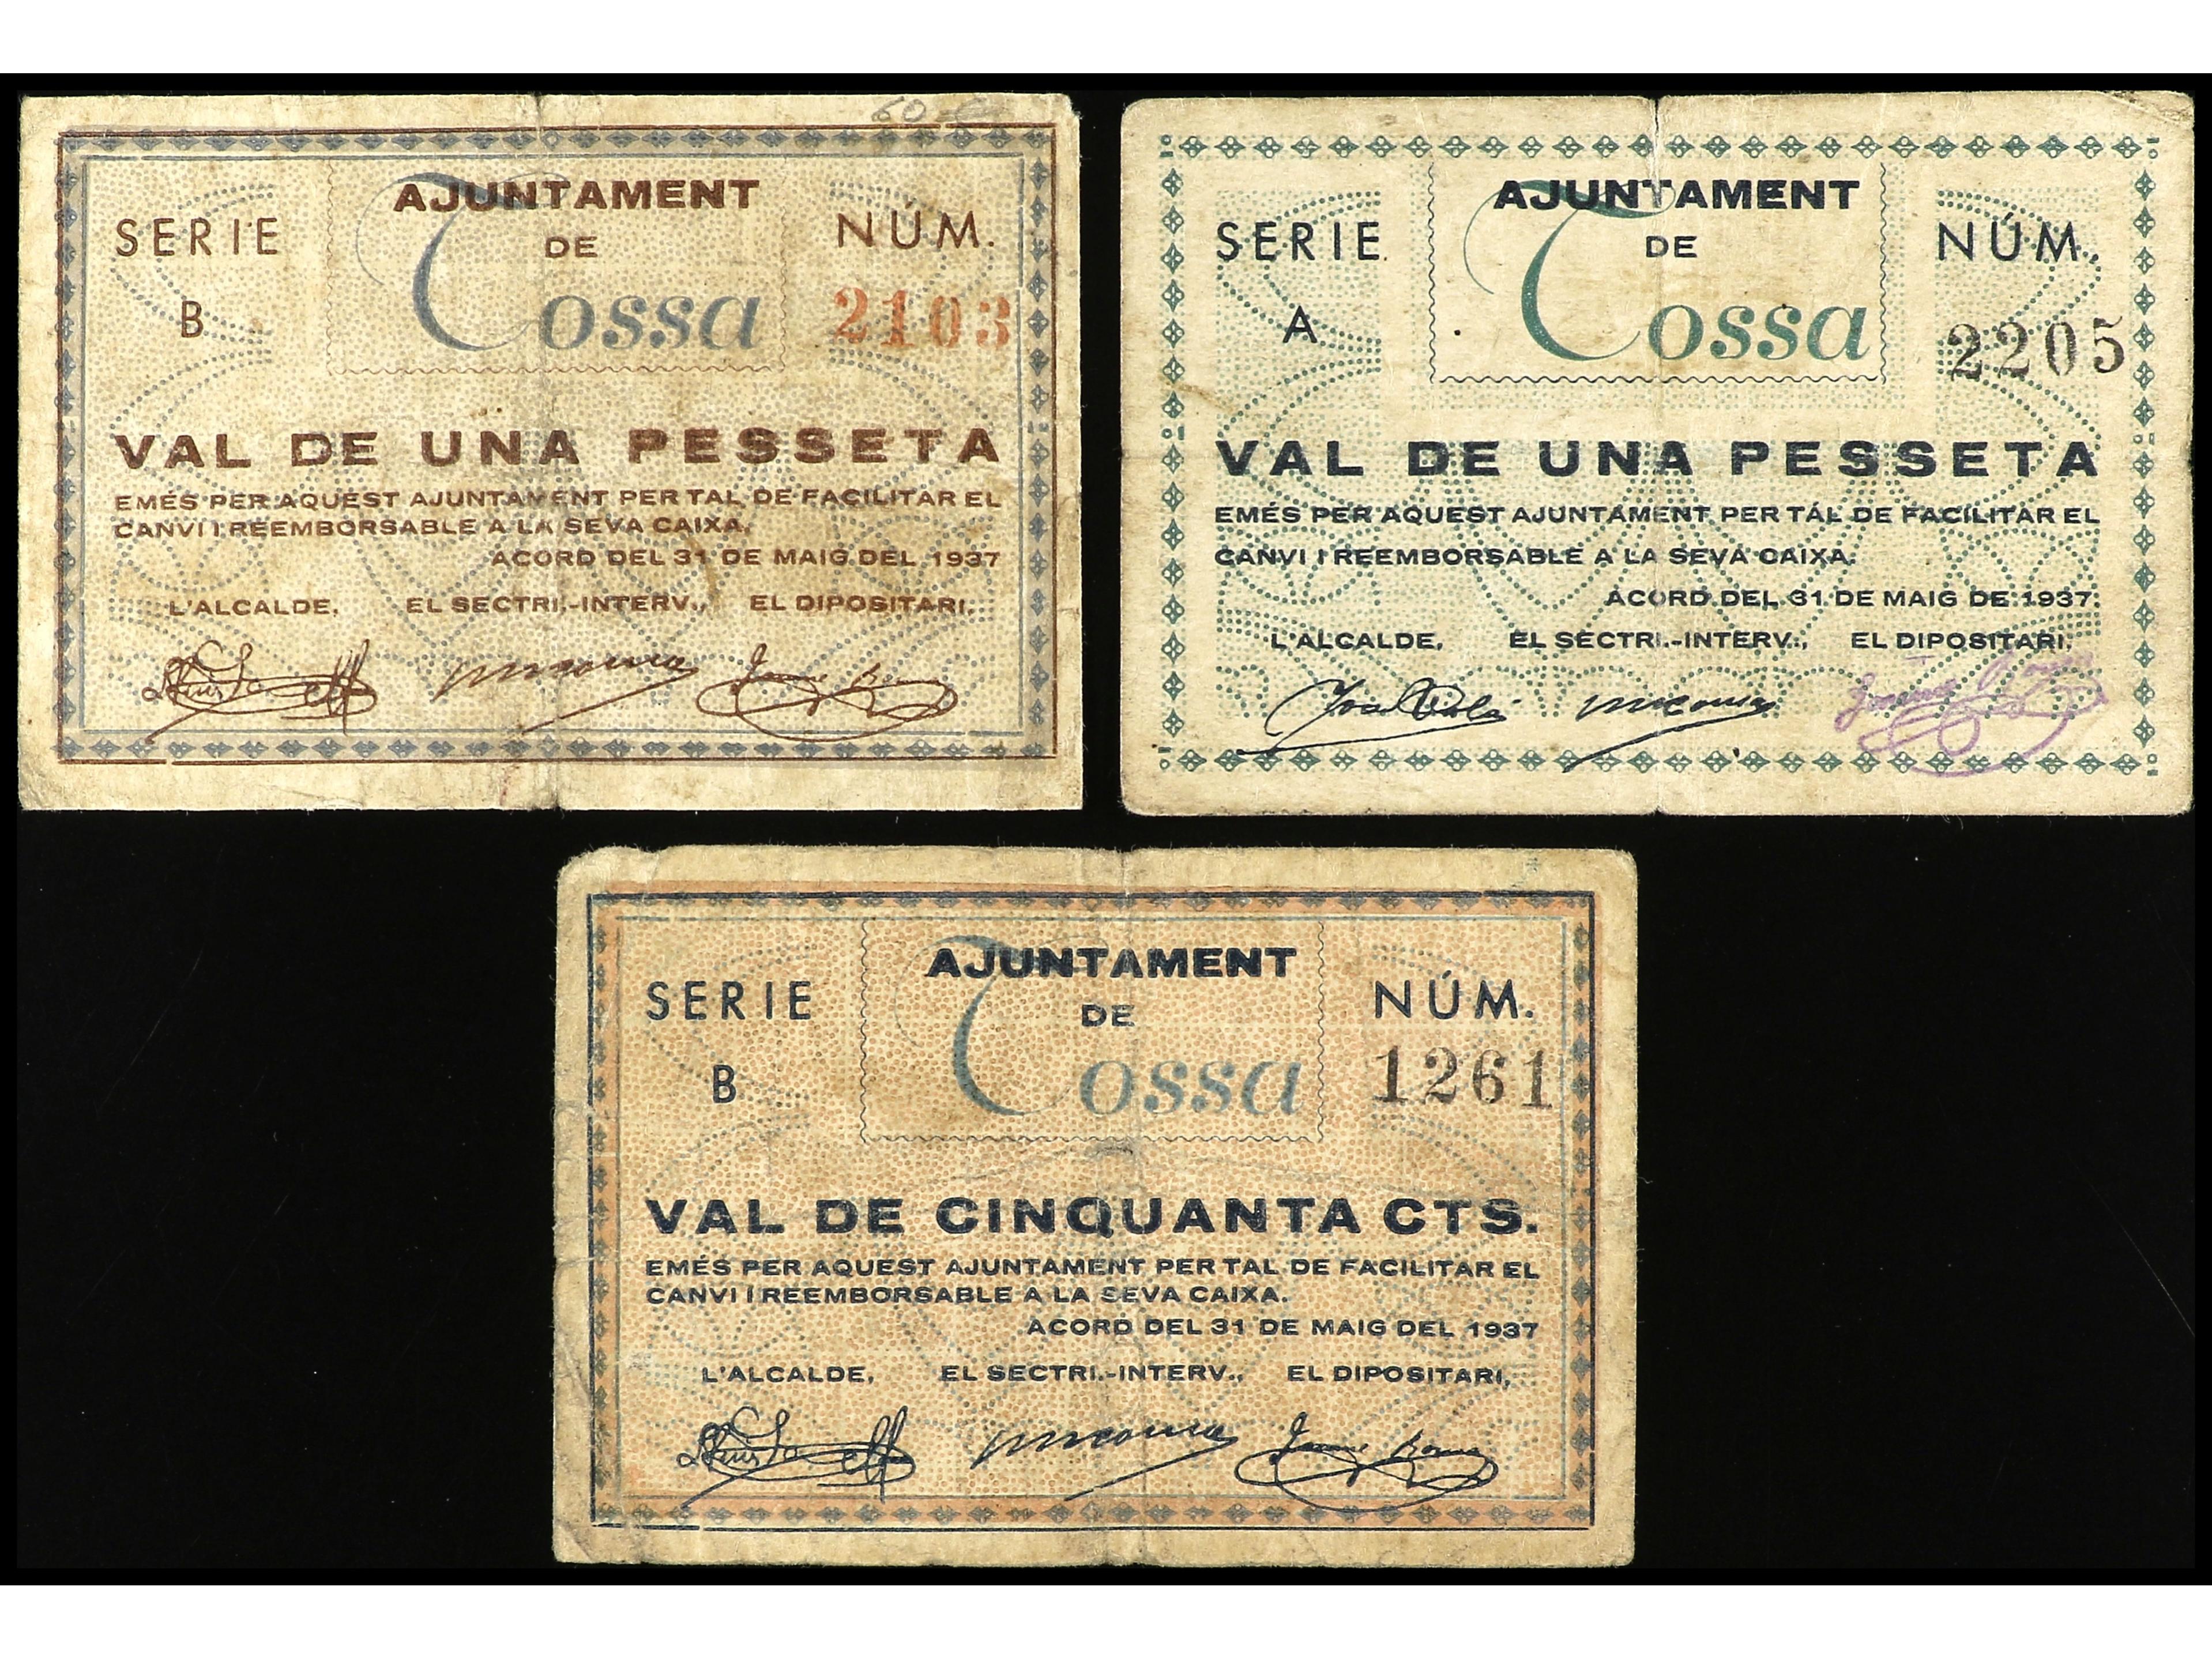 AJUNTAMENT
SERIE DE NÚM.
B Tossa 2103
VAL DE UNA PESSETA
EMÉS PER AQUEST AJUNTAMENT PER TAL DE FACILITAR EL
CANVI I REEMBORSABLE A LA SEVA CAIXA.
ACORD DEL 31 DE MAIG DEL 1937
L'ALCALDE, EL SECTRI.-INTERV., EL DIPOSITARI,
AJUNTAMENT
SERIE DE NÚM.
A Tossa 2205
VAL DE UNA PESSETA
EMÉS PER AQUEST AJUNTAMENT PER TAL DE FACILITAR EL
CANVI I REEMBORSABLE A LA SEVA CAIXA.
ACORD DEL 31 DE MAIG DE 1937
L'ALCALDE, EL SECTRI.-INTERV., EL DIPOSITARI,
AJUNTAMENT
SERIE DE NÚM.
B Tossa 1261
VAL DE CINQUANTA CTS.
EMÉS PER AQUEST AJUNTAMENT PER TAL DE FACILITAR EL
CANVI I REEMBORSABLE A LA SEVA CAIXA.
ACORD DEL 31 DE MAIG DEL 1937
L'ALCALDE, EL SECTRI.-INTERV., EL DIPOSITARI,